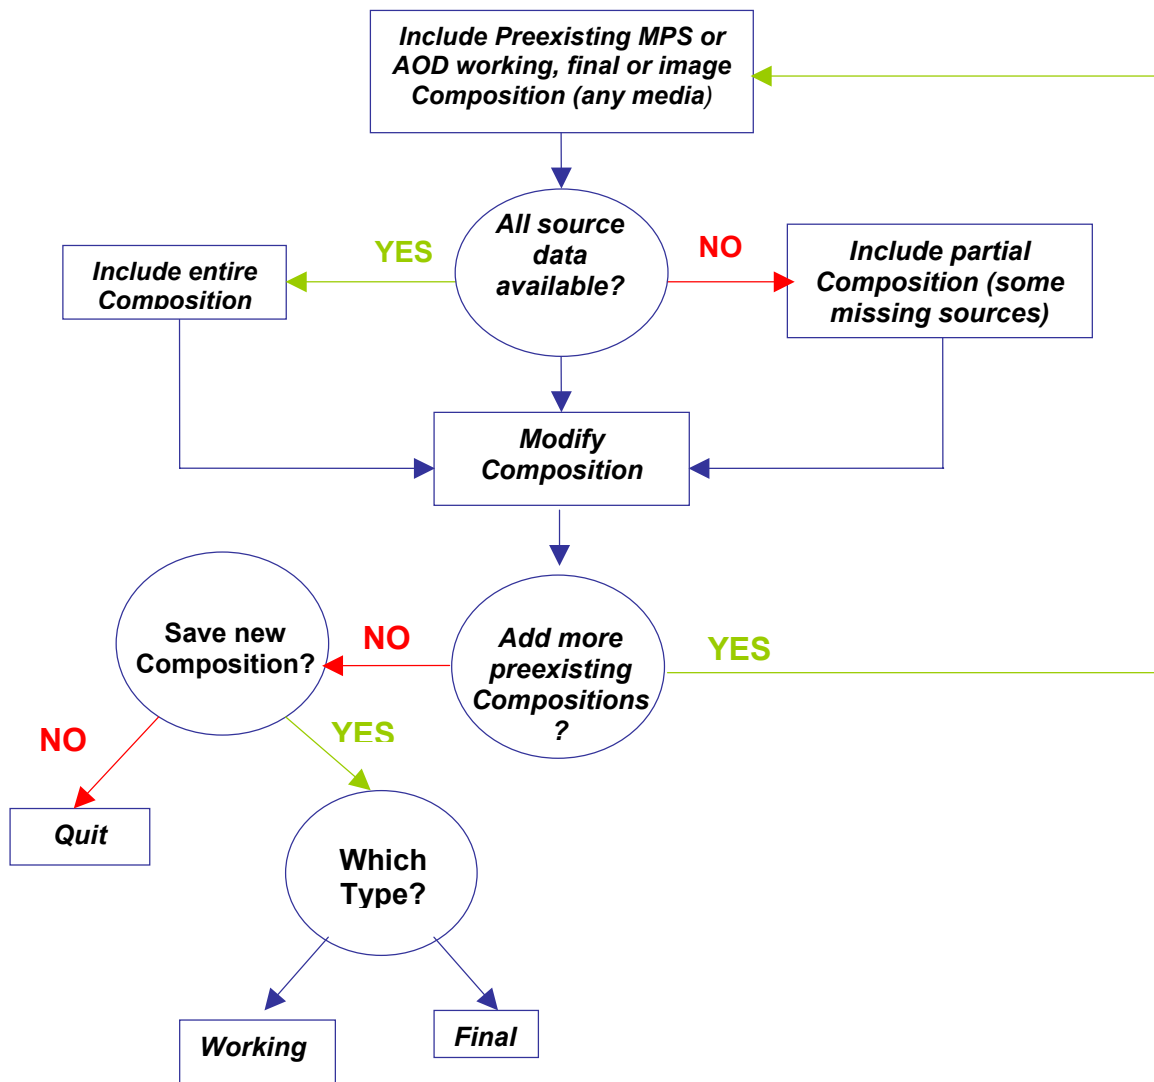 Include Preexisting MPS or
AOD working, final or image
Composition (any media)
All source
data
available?
YES
NO
Include entire
Composition
Include partial
Composition (some
missing sources)
Modify
Composition
Save new
Composition?
NO
Add more
preexisting
Compositions
?
YES
NO
YES
Quit
Which
Type?
Working
Final